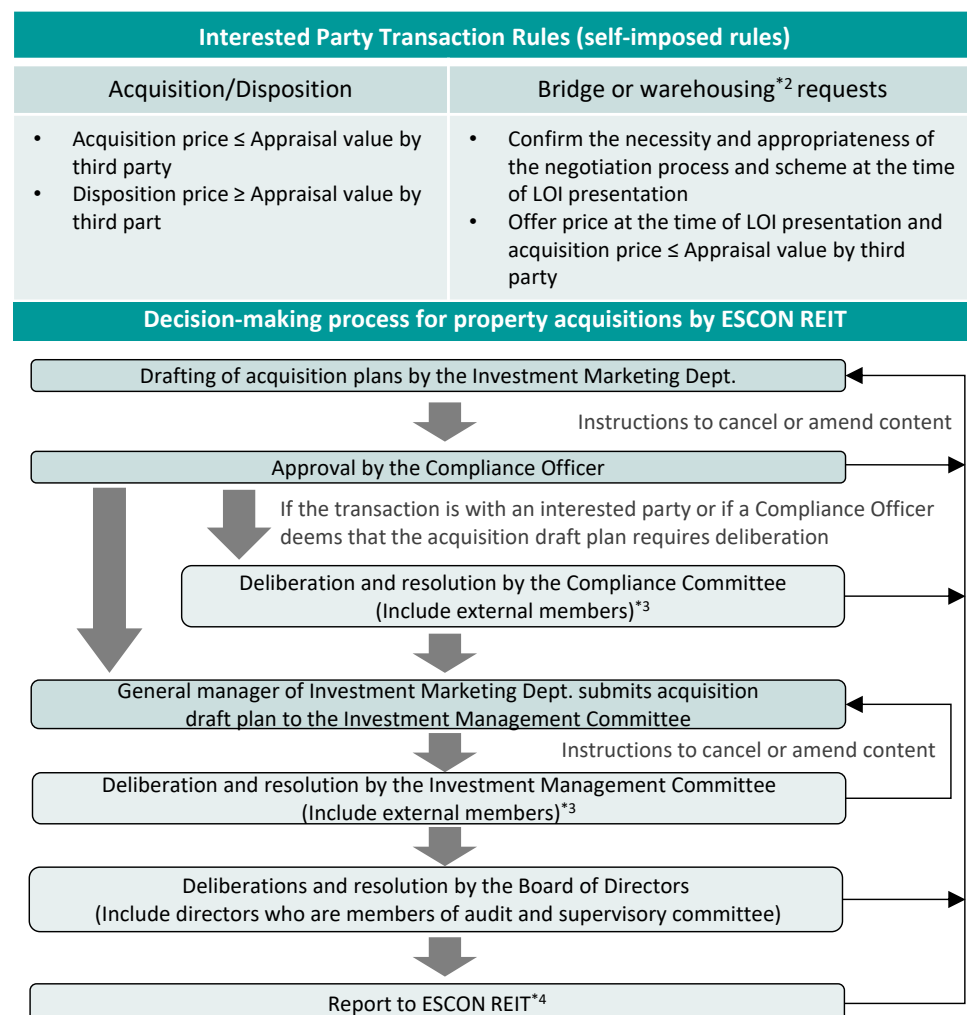 Interested Party Transaction Rules (self-imposed rules)
Acquisition/Disposition
Bridge or warehousing*2 requests
• Acquisition price ≤ Appraisal value by
third party
• Disposition price ≥ Appraisal value by
third part
• Confirm the necessity and appropriateness of
the negotiation process and scheme at the time
of LOI presentation
• Offer price at the time of LOI presentation and
acquisition price ≤ Appraisal value by third
party
Decision-making process for property acquisitions by ESCON REIT
Drafting of acquisition plans by the Investment Marketing Dept.
Instructions to cancel or amend content
Approval by the Compliance Officer
If the transaction is with an interested party or if a Compliance Officer
deems that the acquisition draft plan requires deliberation
Deliberation and resolution by the Compliance Committee
(Include external members)*3
General manager of Investment Marketing Dept. submits acquisition
draft plan to the Investment Management Committee
Instructions to cancel or amend content
Deliberation and resolution by the Investment Management Committee
(Include external members)*3
Deliberations and resolution by the Board of Directors
(Include directors who are members of audit and supervisory committee)
Report to ESCON REIT*4